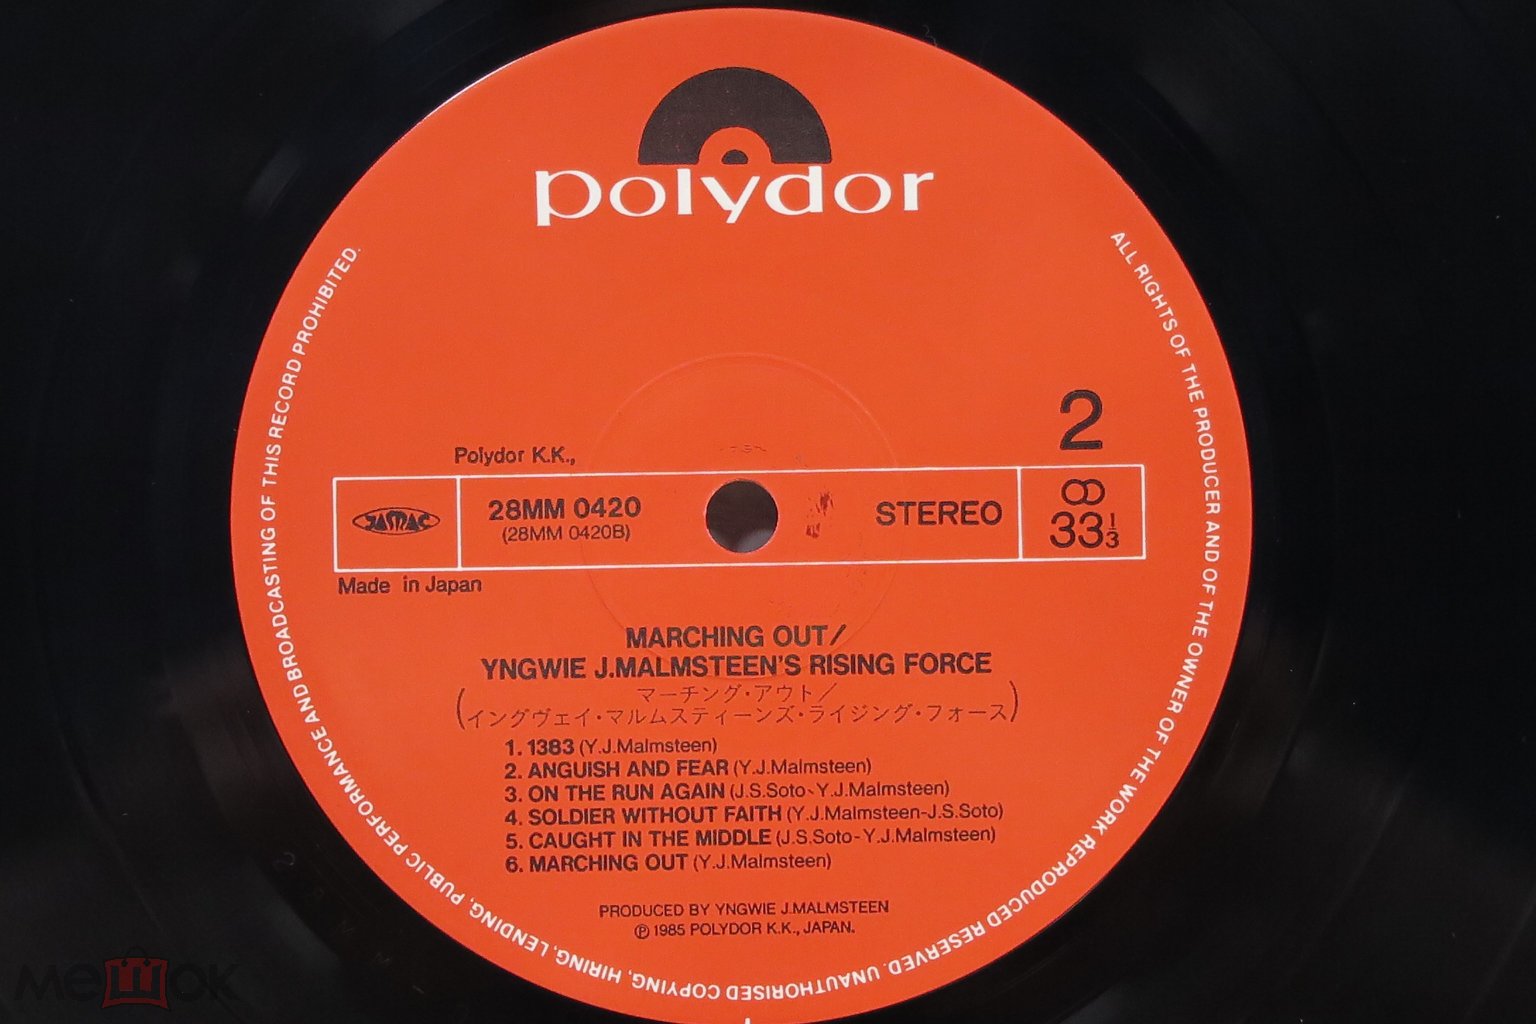 polydor
ALL RIGHTS OF THE PRODUCER AND OF THE OWNER OF THE WORK REPRODUCED RESERVED. UNAUTHORISED COPYING, HIRING, LENDING, PUBLIC PERFORMANCE AND BROADCASTING OF THIS RECORD PROHIBITED.
2
Polydor K.K.,
JASRAC
28MM 0420
(28MM 0420B)
STEREO
33 1/3
Made in Japan
MARCHING OUT/
YNGWIE J.MALMSTEEN'S RISING FORCE
(マーチング・アウト/
イングヴェイ・マルムスティーンズ・ライジング・フォース)
1. 1383 (Y.J.Malmsteen)
2. ANGUISH AND FEAR (Y.J.Malmsteen)
3. ON THE RUN AGAIN (J.S.Soto-Y.J.Malmsteen)
4. SOLDIER WITHOUT FAITH (Y.J.Malmsteen-J.S.Soto)
5. CAUGHT IN THE MIDDLE (J.S.Soto-Y.J.Malmsteen)
6. MARCHING OUT (Y.J.Malmsteen)
PRODUCED BY YNGWIE J.MALMSTEEN
Ⓟ 1985 POLYDOR K.K., JAPAN.
мешок